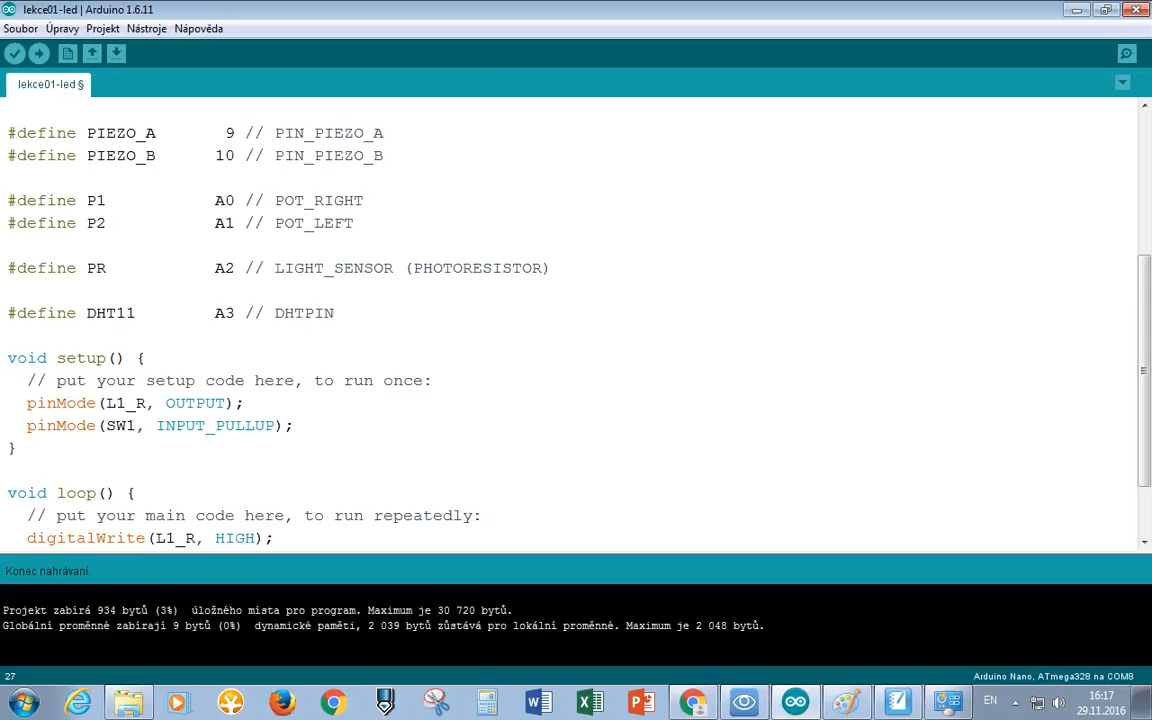 lekce01-led | Arduino 1.6.11
Soubor Úpravy Projekt Nástroje Nápověda
lekce01-led §
#define PIEZO_A 9 // PIN_PIEZO_A
#define PIEZO_B 10 // PIN_PIEZO_B
#define P1 A0 // POT_RIGHT
#define P2 A1 // POT_LEFT
#define PR A2 // LIGHT_SENSOR (PHOTORESISTOR)
#define DHT11 A3 // DHTPIN
void setup() {
// put your setup code here, to run once:
pinMode(L1_R, OUTPUT);
pinMode(SW1, INPUT_PULLUP);
}
void loop() {
// put your main code here, to run repeatedly:
digitalWrite(L1_R, HIGH);
Konec nahrávaní.
Projekt zabírá 934 bytů (3%) úložného místa pro program. Maximum je 30 720 bytů.
Globální proměnné zabírají 9 bytů (0%) dynamické paměti, 2 039 bytů zůstává pro lokální proměnné. Maximum je 2 048 bytů.
27
Arduino Nano, ATmega328 na COM8
EN
16:17
29.11.2016